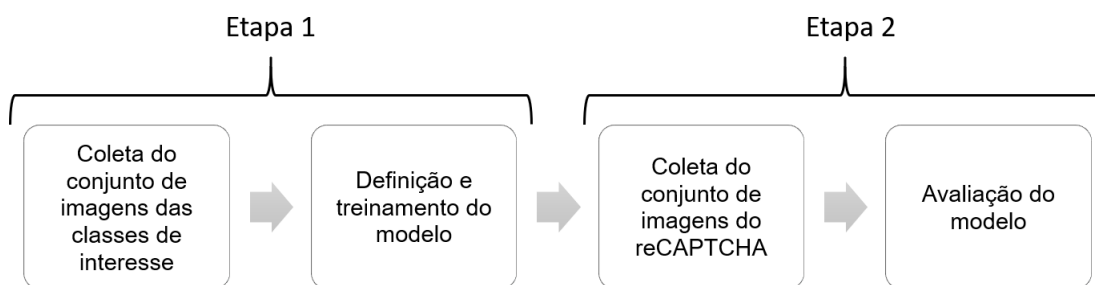 Etapa 1
Etapa 2
Coleta do
conjunto de
imagens das
classes de
interesse
Definição e
treinamento do
modelo
Coleta do
conjunto de
imagens do
reCAPTCHA
Avaliação do
modelo